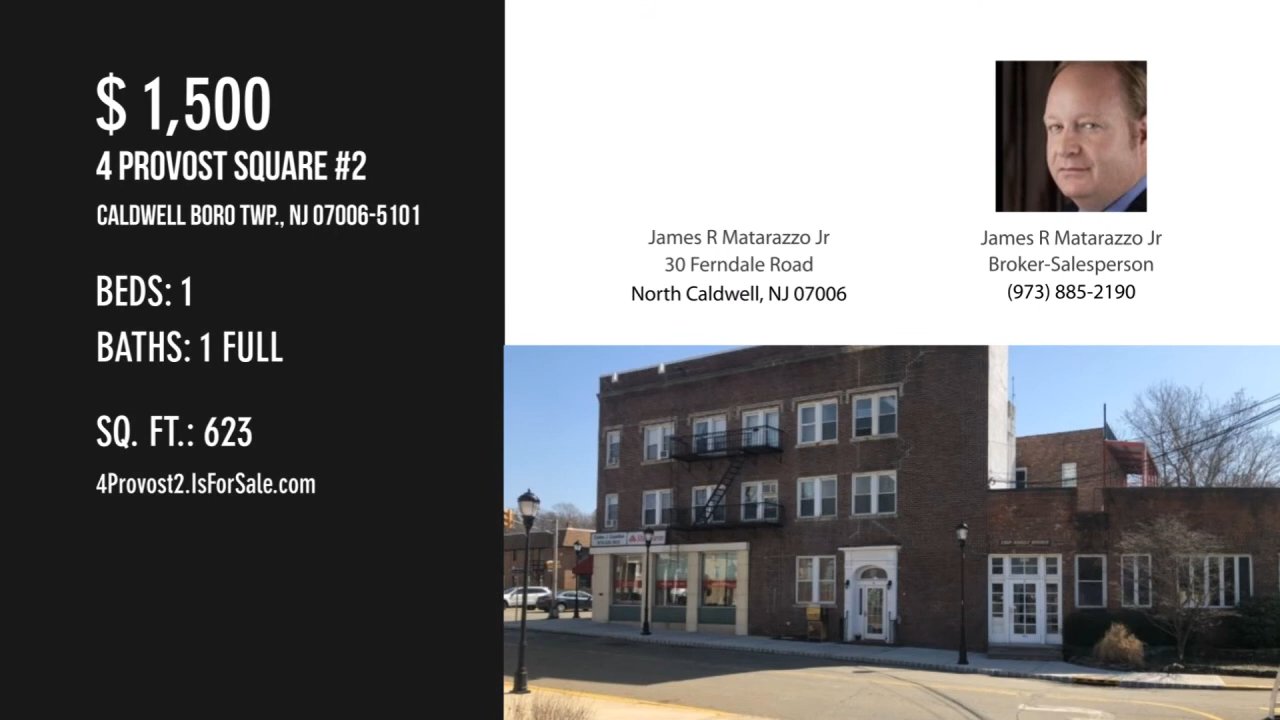 $ 1,500
4 PROVOST SQUARE #2
CALDWELL BORO TWP., NJ 07006-5101
BEDS: 1
BATHS: 1 FULL
SQ. FT.: 623
4Provost2.IsForSale.com
James R Matarazzo Jr
30 Ferndale Road
North Caldwell, NJ 07006
James R Matarazzo Jr
Broker-Salesperson
(973) 885-2190